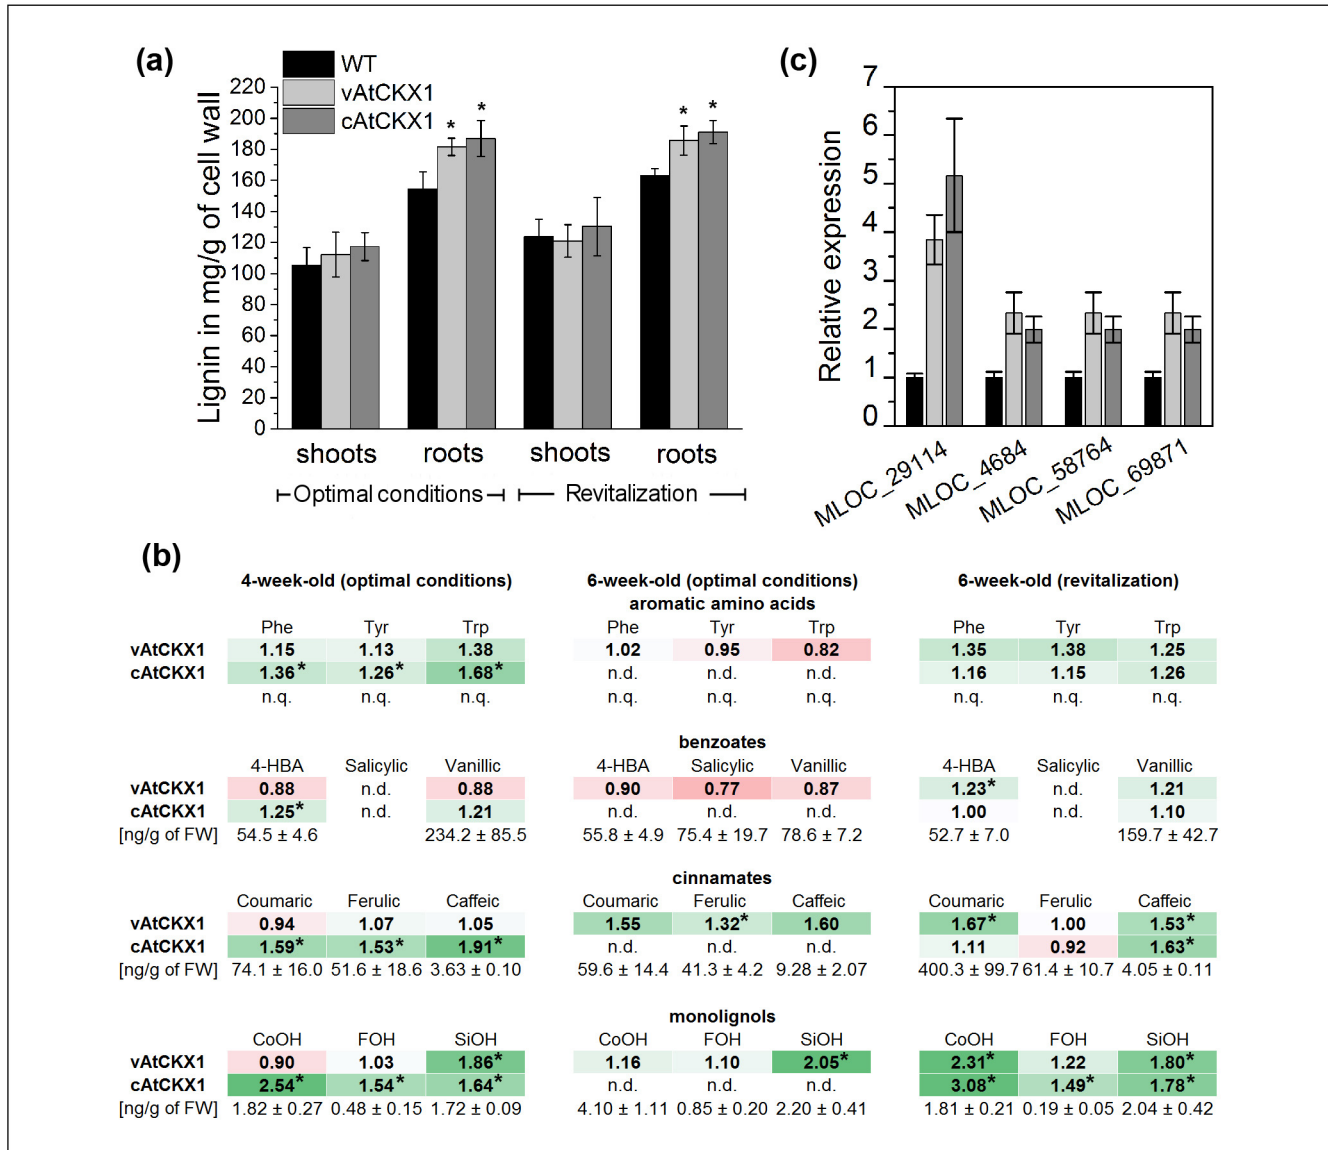 (a)
WT
vAtCKX1
cAtCKX1
Lignin in mg/g of cell wall
220
200
180
160
140
120
100
80
60
40
20
0
* * * *
shoots roots shoots roots
Optimal conditions Revitalization
(c)
Relative expression
7
6
5
4
3
2
1
0
MLOC_29114
MLOC_4684
MLOC_58764
MLOC_69871
(b)
4-week-old (optimal conditions) 6-week-old (optimal conditions) 6-week-old (revitalization)
aromatic amino acids
Phe Tyr Trp Phe Tyr Trp Phe Tyr Trp
vAtCKX1 1.15 1.13 1.38 1.02 0.95 0.82 1.35 1.38 1.25
cAtCKX1 1.36* 1.26* 1.68* n.d. n.d. n.d. 1.16 1.15 1.26
n.q. n.q. n.q. n.q. n.q. n.q. n.q. n.q. n.q.
benzoates
4-HBA Salicylic Vanillic 4-HBA Salicylic Vanillic 4-HBA Salicylic Vanillic
vAtCKX1 0.88 n.d. 0.88 0.90 0.77 0.87 1.23* n.d. 1.21
cAtCKX1 1.25* n.d. 1.21 n.d. n.d. n.d. 1.00 n.d. 1.10
[ng/g of FW] 54.5 ± 4.6 234.2 ± 85.5 55.8 ± 4.9 75.4 ± 19.7 78.6 ± 7.2 52.7 ± 7.0 159.7 ± 42.7
cinnamates
Coumaric Ferulic Caffeic Coumaric Ferulic Caffeic Coumaric Ferulic Caffeic
vAtCKX1 0.94 1.07 1.05 1.55 1.32* 1.60 1.67* 1.00 1.53*
cAtCKX1 1.59* 1.53* 1.91* n.d. n.d. n.d. 1.11 0.92 1.63*
[ng/g of FW] 74.1 ± 16.0 51.6 ± 18.6 3.63 ± 0.10 59.6 ± 14.4 41.3 ± 4.2 9.28 ± 2.07 400.3 ± 99.7 61.4 ± 10.7 4.05 ± 0.11
monolignols
CoOH FOH SiOH CoOH FOH SiOH CoOH FOH SiOH
vAtCKX1 0.90 1.03 1.86* 1.16 1.10 2.05* 2.31* 1.22 1.80*
cAtCKX1 2.54* 1.54* 1.64* n.d. n.d. n.d. 3.08* 1.49* 1.78*
[ng/g of FW] 1.82 ± 0.27 0.48 ± 0.15 1.72 ± 0.09 4.10 ± 1.11 0.85 ± 0.20 2.20 ± 0.41 1.81 ± 0.21 0.19 ± 0.05 2.04 ± 0.42